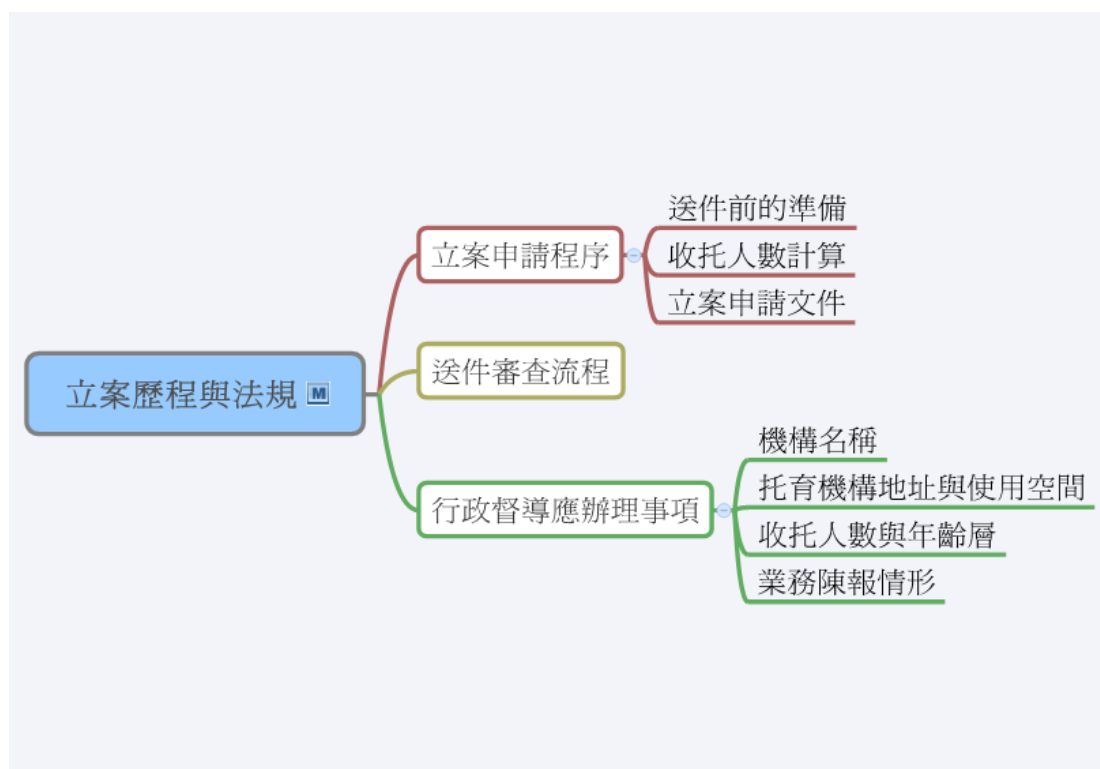 立案歷程與法規
立案申請程序
送件前的準備
收托人數計算
立案申請文件
送件審查流程
行政督導應辦理事項
機構名稱
托育機構地址與使用空間
收托人數與年齡層
業務陳報情形